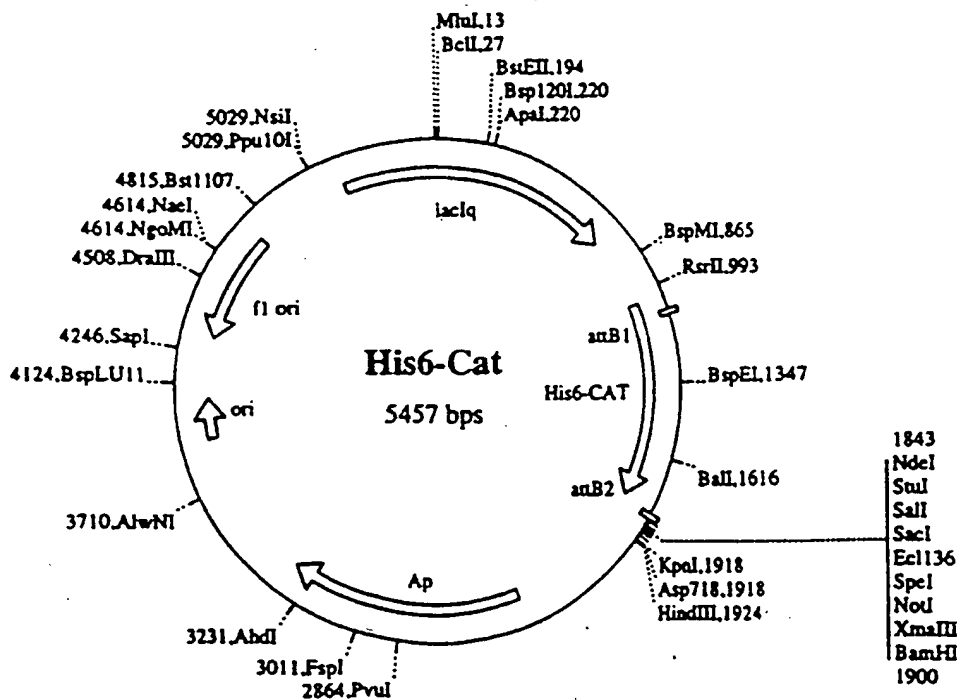 MluI,13
BclI,27
BstEII,194
Bsp120I,220
ApaI,220
5029,NsiI
5029,Ppu10I
4815,Bst1107
4614,NaeI
4614,NgoMI
4508,DraIII
4246,SapI
4124,BspLU11
3710,AlwNI
3231,AhdI
3011,FspI
2864,PvuI
lacIq
BspMI,865
RsrII,993
f1 ori
attB1
His6-Cat
5457 bps
His6-CAT
BspEI,1347
ori
attB2
BalI,1616
Ap
KpnI,1918
Asp718,1918
HindIII,1924
1843
NdeI
StuI
SalI
SacI
Ecl136
SpeI
NotI
XmaIII
BamHI
1900